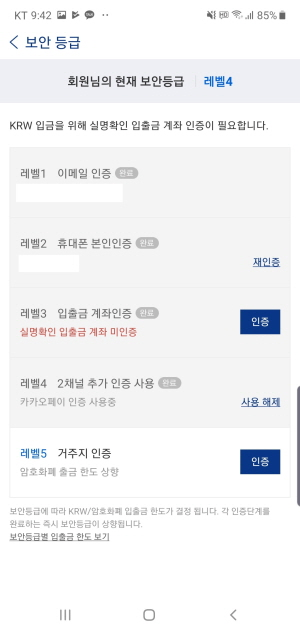 KT 9:42 85%
보안 등급
회원님의 현재 보안등급 레벨4
KRW 입금을 위해 실명확인 입출금 계좌 인증이 필요합니다.
레벨1 이메일 인증 완료
레벨2 휴대폰 본인인증 완료
재인증
레벨3 입출금 계좌인증 완료
실명확인 입출금 계좌 미인증
인증
레벨4 2채널 추가 인증 사용 완료
카카오페이 인증 사용중
사용 해제
레벨5 거주지 인증
암호화폐 출금 한도 상향
인증
보안등급에 따라 KRW/암호화폐 입출금 한도가 결정 됩니다. 각 인증단계를
완료하는 즉시 보안등급이 상향됩니다.
보안등급별 입출금 한도 보기